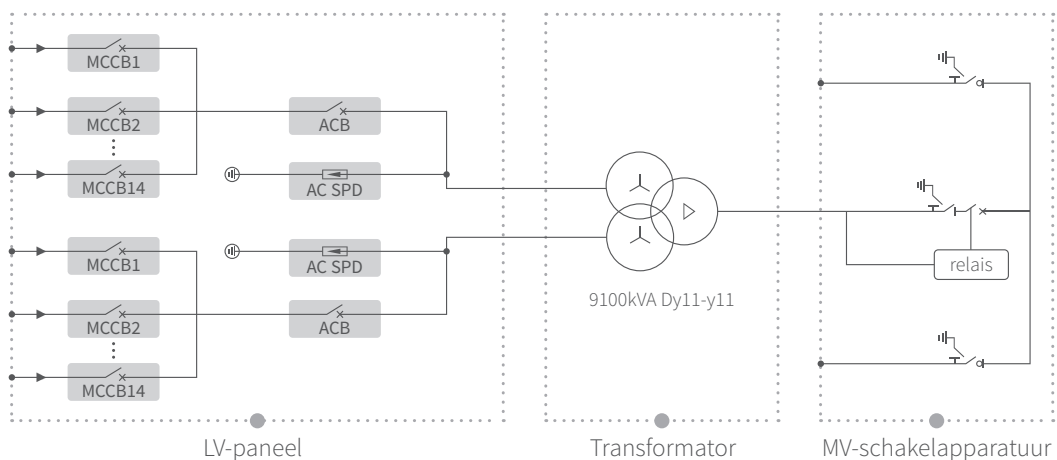 MCCB1
MCCB2
ACB
MCCB14
AC SPD
MCCB1
AC SPD
MCCB2
ACB
MCCB14
9100kVA Dy11-y11
relais
LV-paneel
Transformator
MV-schakelapparatuur